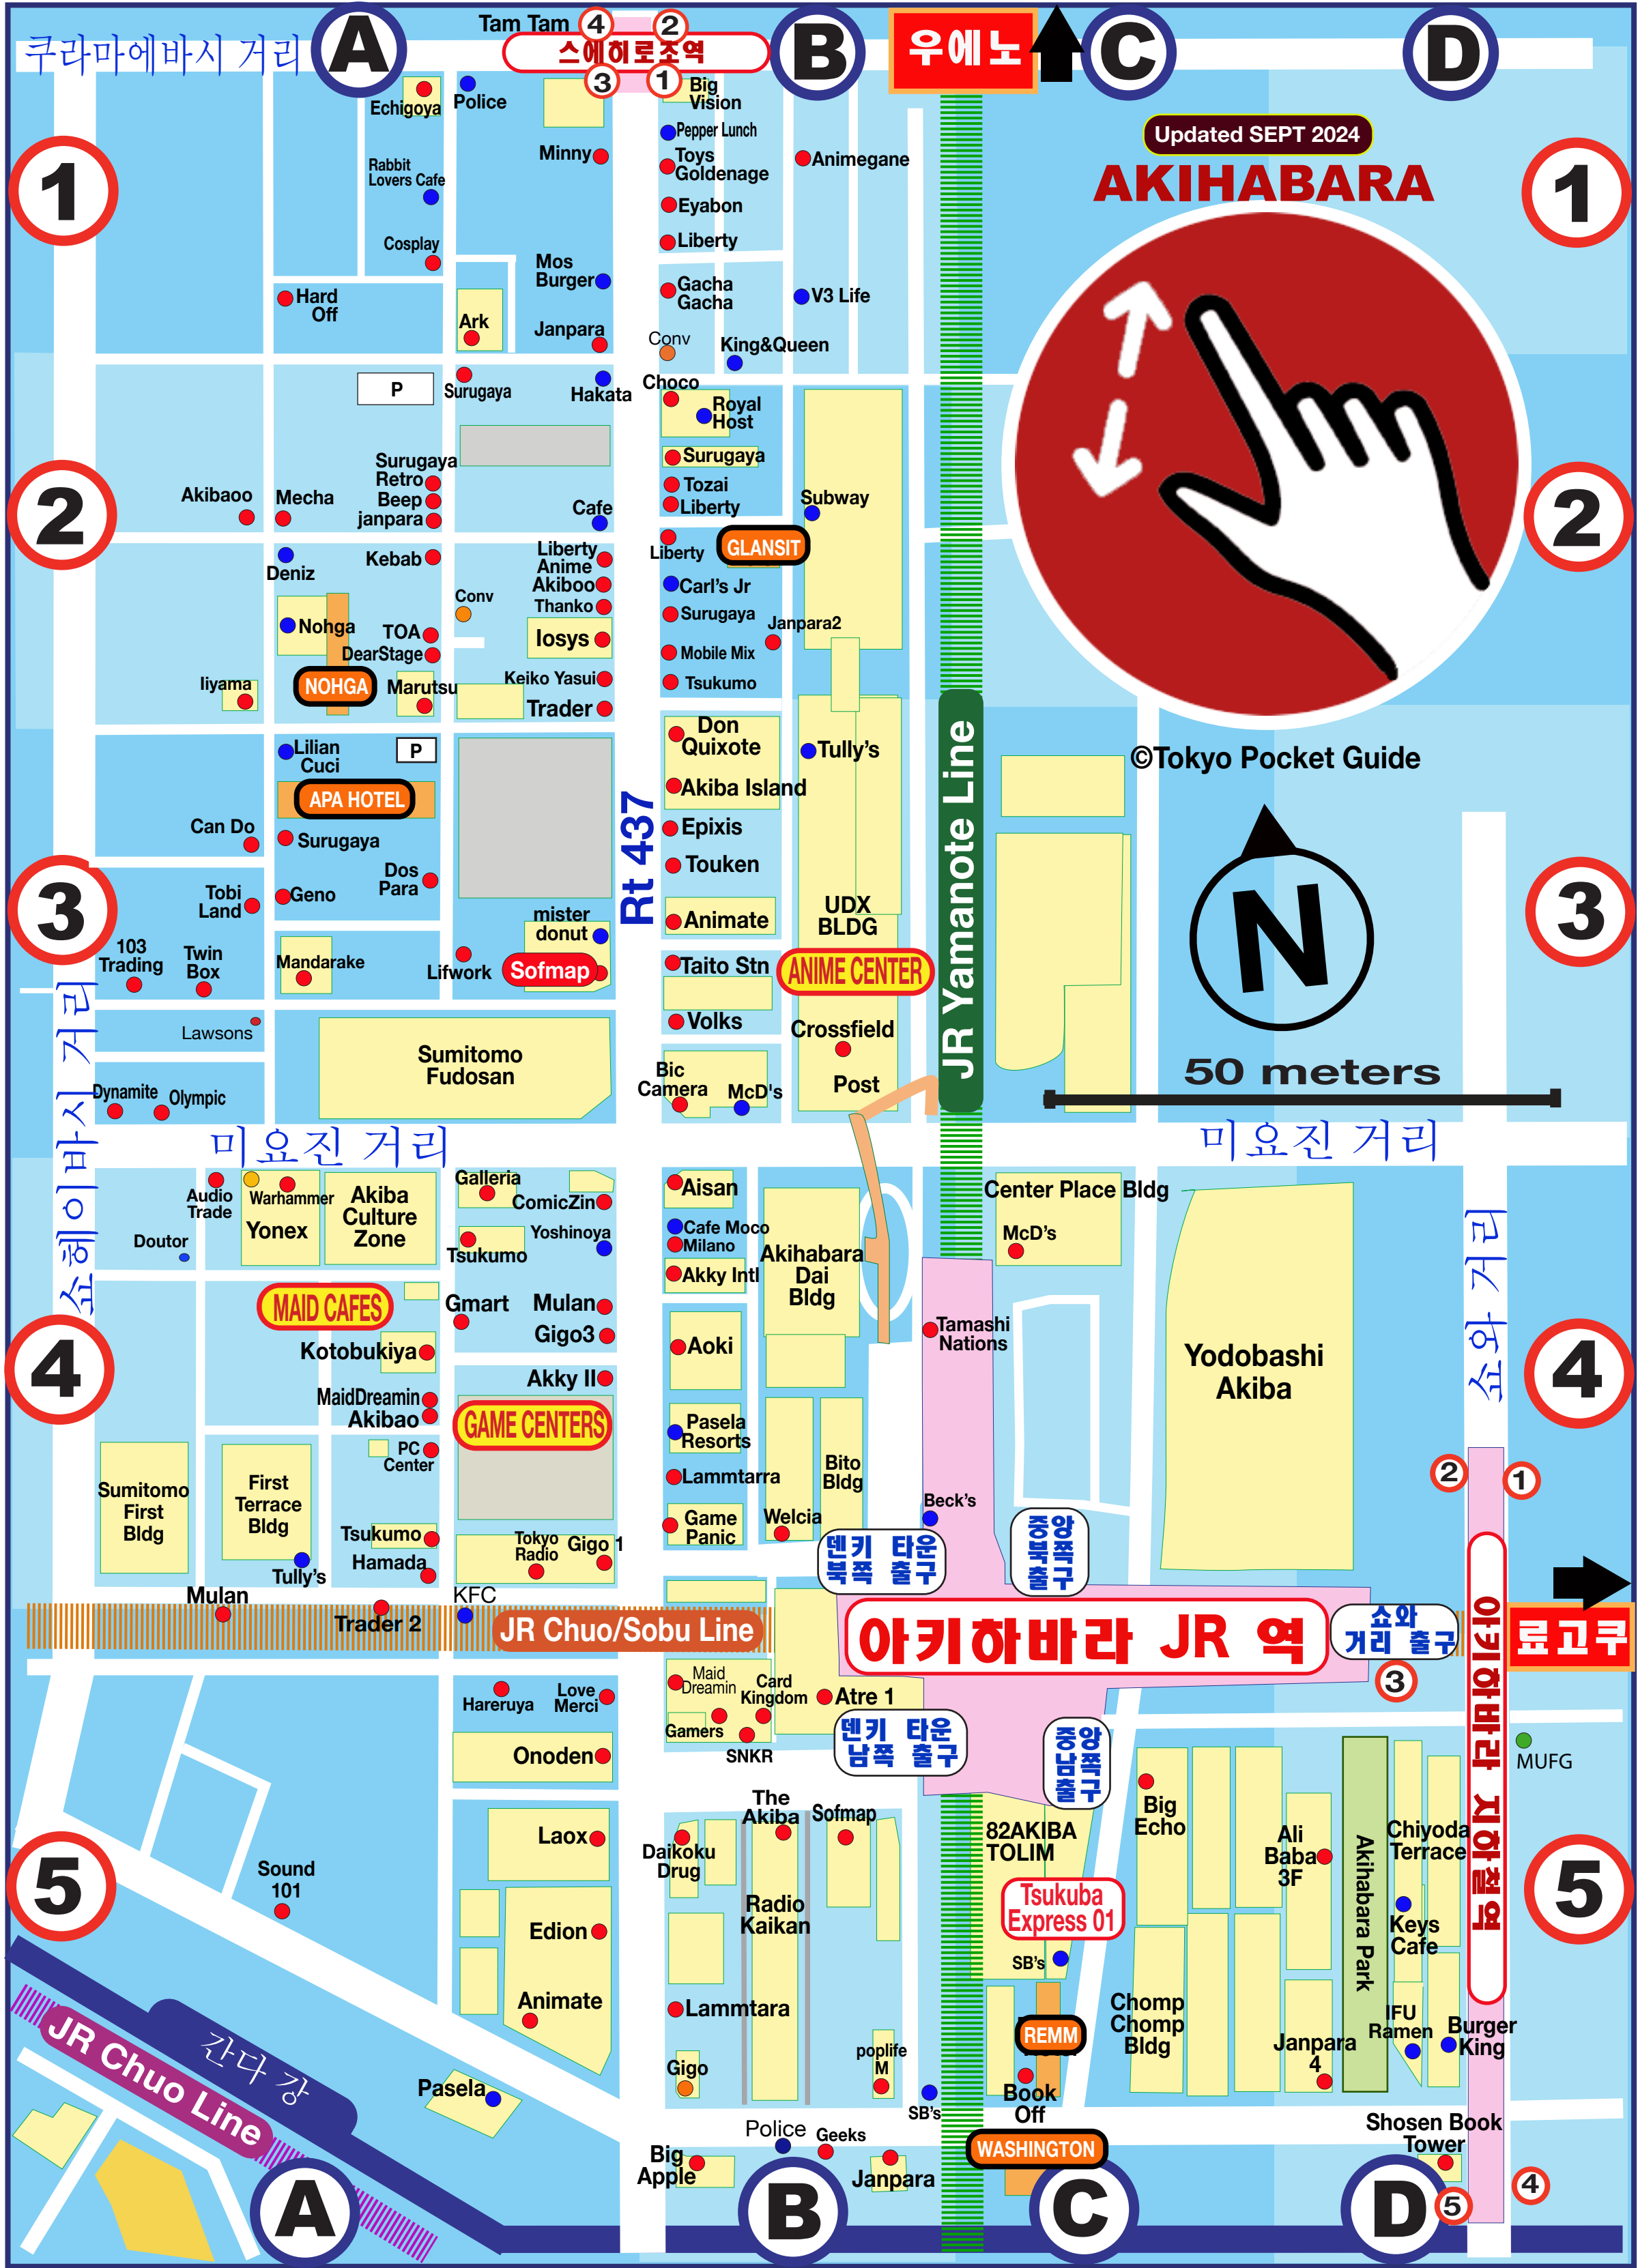 쿠라마에바시 거리
A
Tam Tam
4
2
스에히로조역
3
1
B
우에노
C
D
Echigoya
Police
Big
Vision
Pepper Lunch
Updated SEPT 2024
AKIHABARA
1
1
Minny
Toys
Goldenage
Animegane
Rabbit
Lovers Cafe
Eyabon
Cosplay
Liberty
Mos
Burger
Gacha
Gacha
V3 Life
Hard
Off
Ark
Janpara
Conv
King&Queen
P
Surugaya
Hakata
Choco
Royal
Host
Surugaya
Surugaya
Retro
Beep
janpara
Tozai
Liberty
2
2
Akibaoo
Mecha
Cafe
Subway
Deniz
Kebab
Liberty
Anime
Akiboo
Thanko
Liberty
GLANSIT
Carl's Jr
Conv
Surugaya
Janpara2
Nohga
TOA
DearStage
Iosys
Mobile Mix
Iiyama
NOHGA
Marutsu
Keiko Yasui
Trader
Tsukumo
Lilian
Cuci
P
Don
Quixote
Tully's
JR Yamanote Line
©Tokyo Pocket Guide
APA HOTEL
Rt 437
Akiba Island
Can Do
Surugaya
Epixis
Dos
Para
Touken
3
3
Tobi
Land
Geno
mister
donut
Animate
UDX
BLDG
N
103
Trading
Twin
Box
Mandarake
Lifwork
Sofmap
Taito Stn
ANIME CENTER
쇼헤이바시 거리
Lawsons
Volks
Crossfield
Sumitomo
Fudosan
Bic
Camera
McD's
Post
50 meters
Dynamite
Olympic
미요진 거리
미요진 거리
Audio
Trade
Warhammer
Yonex
Akiba
Culture
Zone
Galleria
ComicZin
Aisan
Center Place Bldg
McD's
쇼와 거리
Doutor
Tsukumo
Yoshinoya
Cafe Moco
Milano
Akky Intl
Akihabara
Dai
Bldg
MAID CAFES
Gmart
Mulan
Gigo3
Tamashi
Nations
4
4
Kotobukiya
Aoki
Yodobashi
Akiba
Akky II
MaidDreamin
Akibao
GAME CENTERS
Pasela
Resorts
PC
Center
Lammtarra
Bito
Bldg
2
1
Sumitomo
First
Bldg
First
Terrace
Bldg
Beck's
Tsukumo
Hamada
Tokyo
Radio
Gigo 1
Game
Panic
Welcia
덴키 타운
북쪽 출구
중앙
북쪽
출구
Tully's
Mulan
Trader 2
KFC
JR Chuo/Sobu Line
아키하바라 JR 역
쇼와
거리 출구
3
아키하바라 지하철역
료고쿠
Hareruya
Love
Merci
Maid
Dreamin
Card
Kingdom
Atre 1
Gamers
SNKR
덴키 타운
남쪽 출구
중앙
남쪽
출구
MUFG
Onoden
The
Akiba
Sofmap
Big
Echo
5
5
Laox
Daikoku
Drug
82AKIBA
TOLIM
Ali
Baba
3F
Akihabara Park
Chiyoda
Terrace
Sound
101
Radio
Kaikan
Tsukuba
Express 01
Edion
Keys
Cafe
SB's
Animate
Lammtara
REMM
Chomp
Chomp
Bldg
IFU
Ramen
Burger
King
JR Chuo Line
간다 강
Janpara
4
Pasela
Gigo
poplife
M
SB's
Book
Off
Police
Geeks
Big
Apple
Janpara
WASHINGTON
Shosen Book
Tower
4
5
A
B
C
D